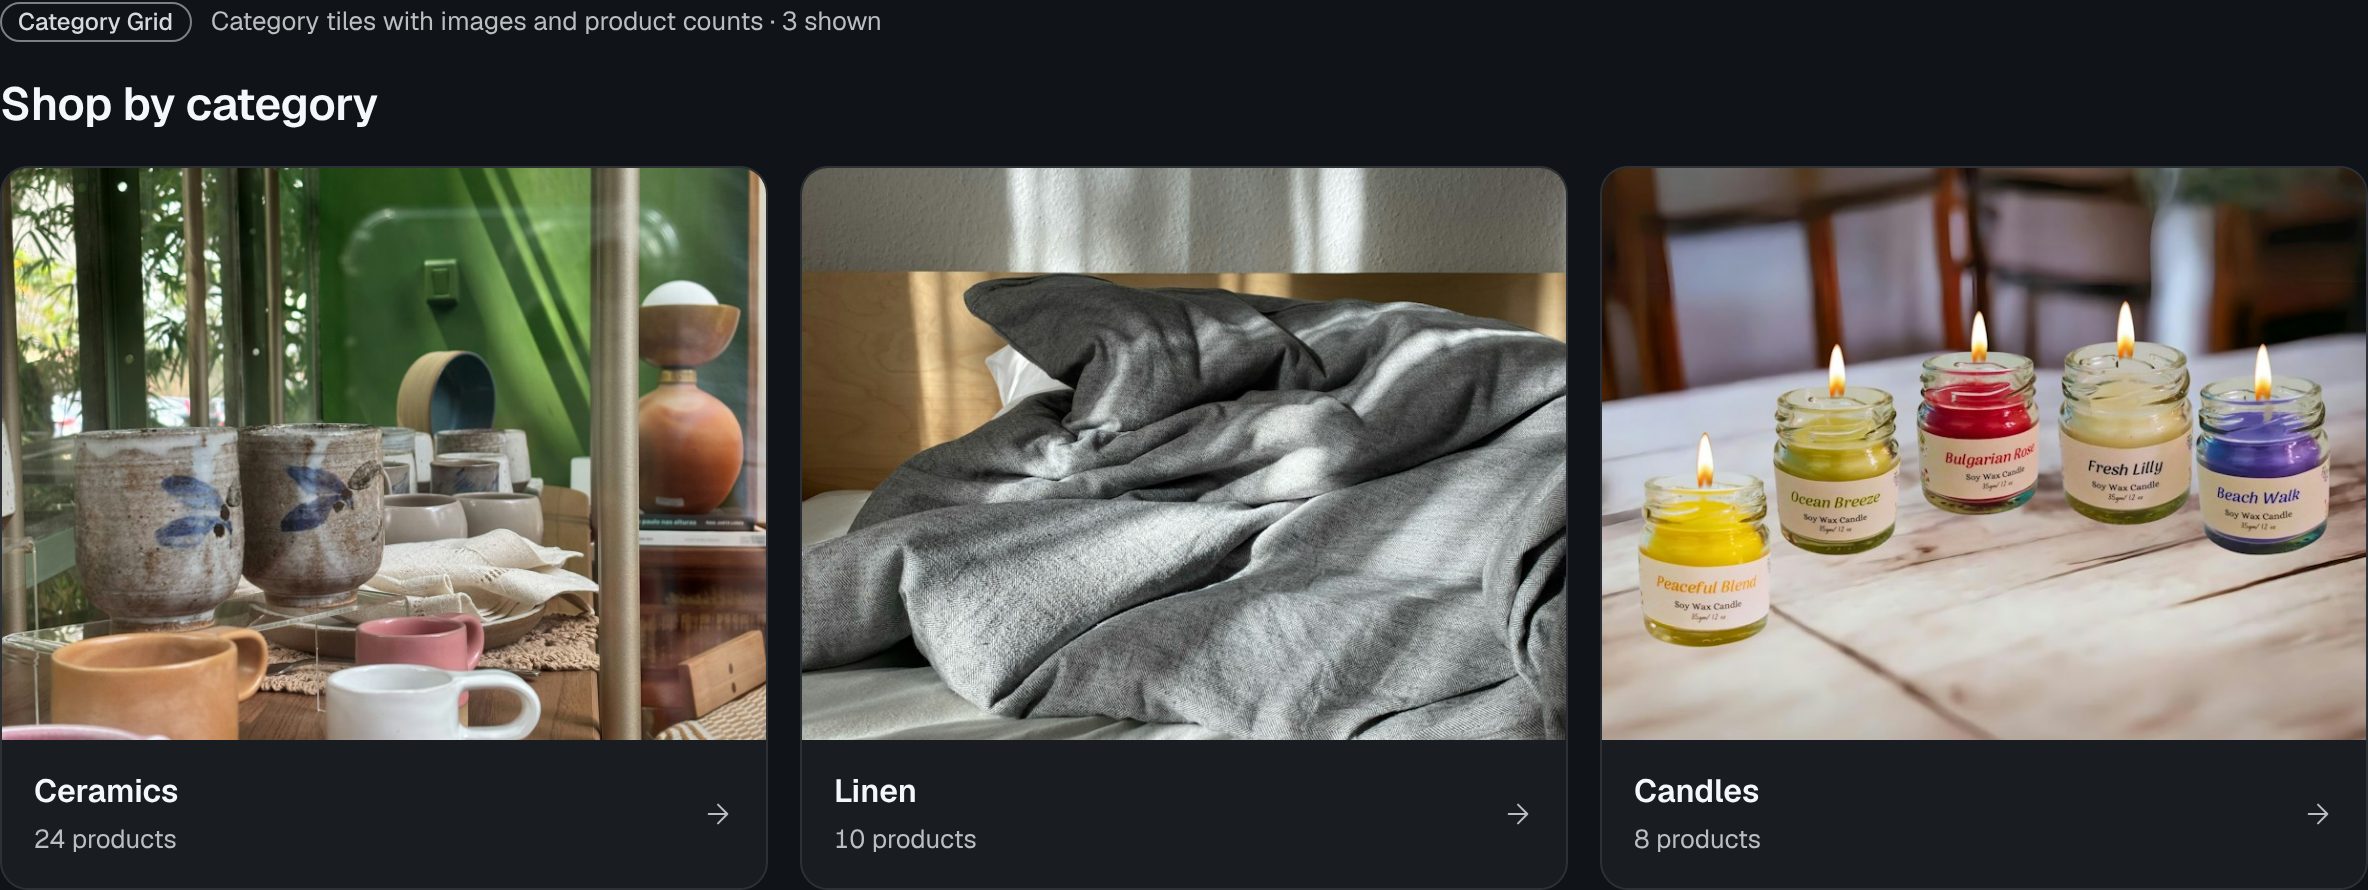 Category Grid
Category tiles with images and product counts · 3 shown
Shop by category
Peaceful Blend
Soy Wax Candle
Ocean Breeze
Soy Wax Candle
Bulgarian Rose
Soy Wax Candle
Fresh Lilly
Soy Wax Candle
Beach Walk
Soy Wax Candle
Ceramics
24 products
Linen
10 products
Candles
8 products